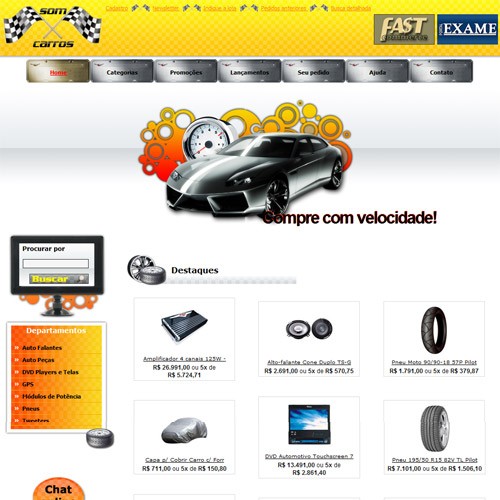 SOM
carros
Cadastro Newsletter Indique a loja Pedidos anteriores Busca detalhada
FAST
commerce
EXAME
Home Categorias Promoções Lançamentos Seu pedido Ajuda Contato
Compre com velocidade!
Procurar por
Buscar
Destaques
Departamentos
Auto Falantes
Auto Peças
DVD Players e Telas
GPS
Módulos de Potência
Pneus
Tweeters
Amplificador 4 canais 125W -
R$ 26.991,00 ou 5x de
R$ 5.724,71
Alto-falante Cone Duplo TS-G
R$ 2.691,00 ou 5x de R$ 570,75
Pneu Moto 90/90-18 57P Pilot
R$ 1.791,00 ou 5x de R$ 379,87
Capa p/ Cobrir Carro c/ Forr
R$ 711,00 ou 5x de R$ 150,80
DVD Automotivo Touchscreen 7
R$ 13.491,00 ou 5x de
R$ 2.861,40
Pneu 195/50 R15 82V TL Pilot
R$ 7.101,00 ou 5x de R$ 1.506,10
Chat